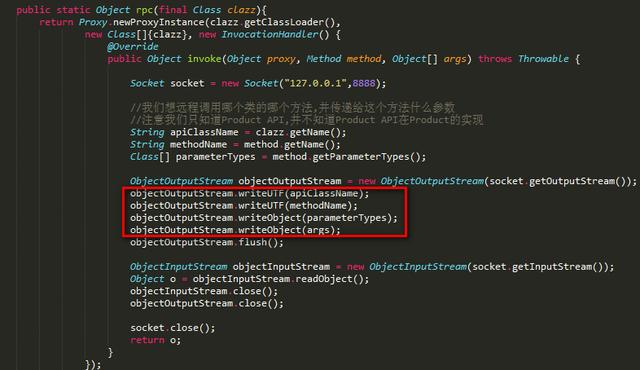 public static Object rpc(final Class clazz){
return Proxy.newProxyInstance(clazz.getClassLoader(),
new Class[]{clazz}, new InvocationHandler() {
@Override
public Object invoke(Object proxy, Method method, Object[] args) throws Throwable {
Socket socket = new Socket("127.0.0.1",8888);
//我们想远程调用哪个类的哪个方法,并传递给这个方法什么参数
//注意我们只知道Product API,并不知道Product API在Product的实现
String apiClassName = clazz.getName();
String methodName = method.getName();
Class[] parameterTypes = method.getParameterTypes();
ObjectOutputStream objectOutputStream = new ObjectOutputStream(socket.getOutputStream());
objectOutputStream.writeUTF(apiClassName);
objectOutputStream.writeUTF(methodName);
objectOutputStream.writeObject(parameterTypes);
objectOutputStream.writeObject(args);
objectOutputStream.flush();
ObjectInputStream objectInputStream = new ObjectInputStream(socket.getInputStream());
Object o = objectInputStream.readObject();
objectInputStream.close();
objectOutputStream.close();
socket.close();
return o;
}
});